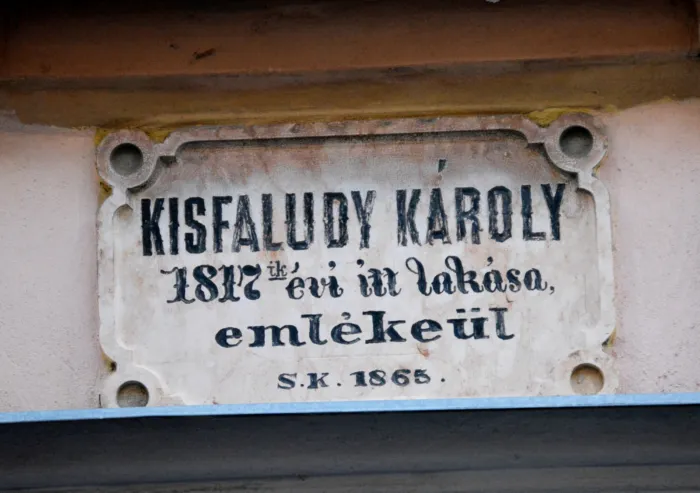 KISFALUDY KÁROLY
1817ik évi itt lakása,
emlékeül
S.K. 1865.